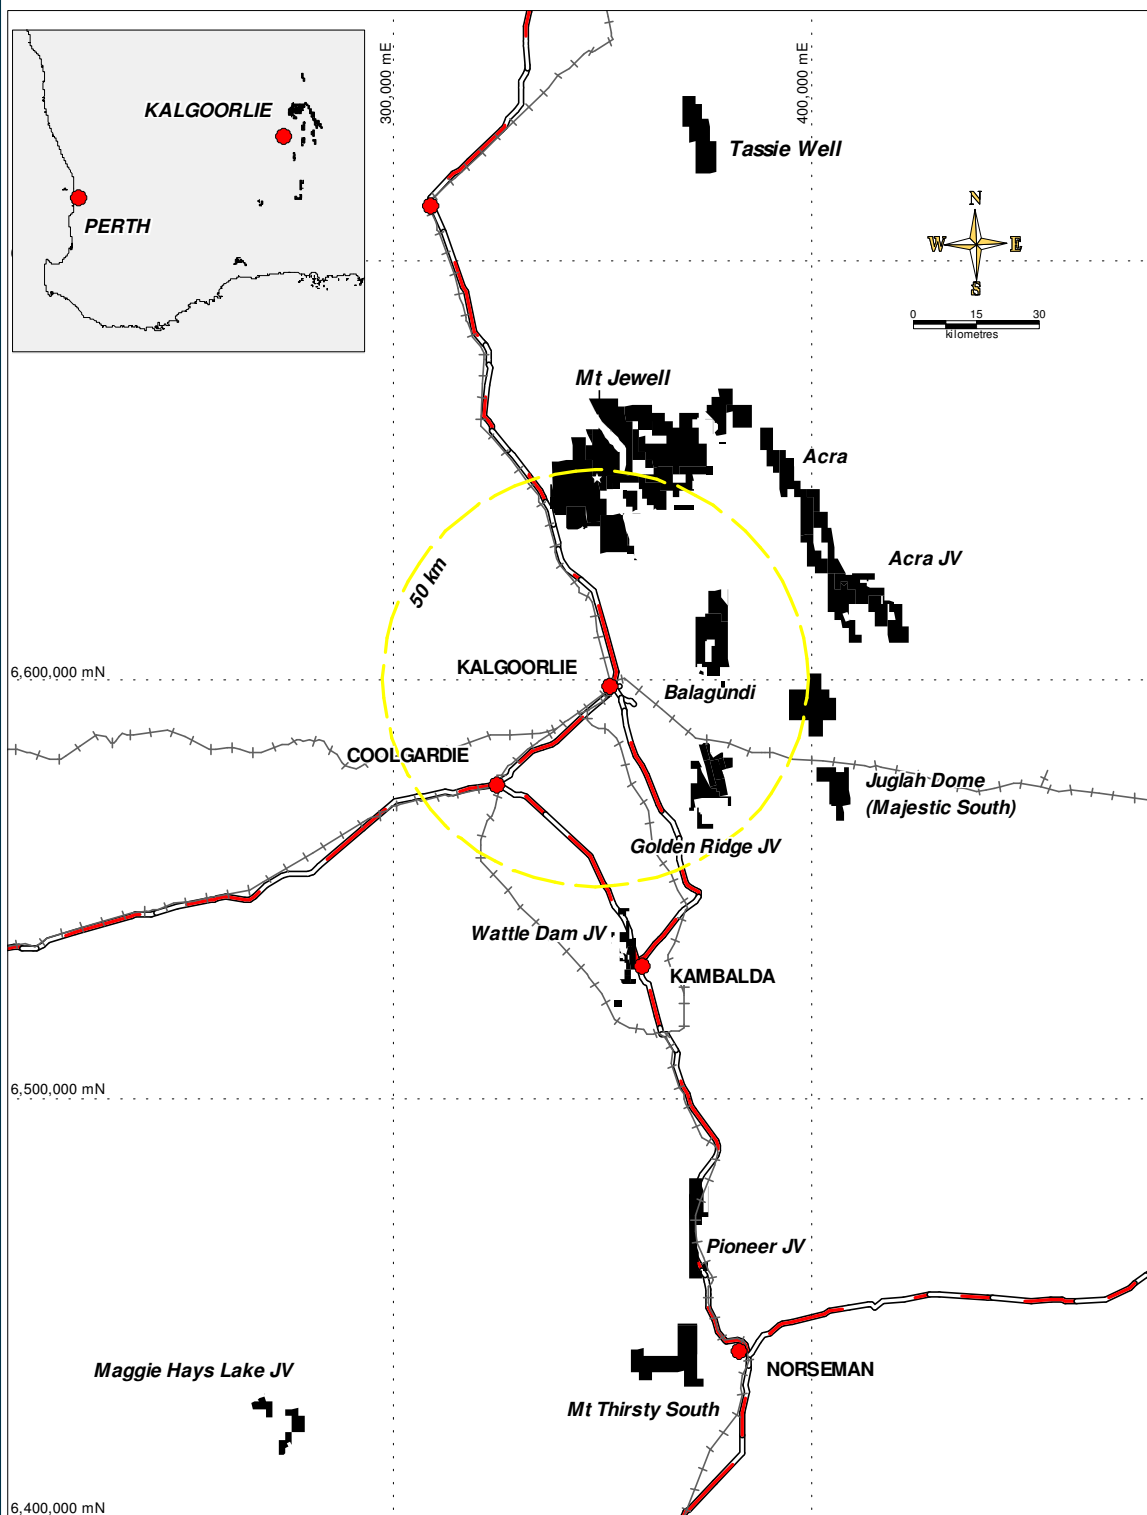 KALGOORLIE
PERTH
300,000 mE
400,000 mE
Tassie Well
N
W
E
S
0 15 30
kilometres
Mt Jewell
Acra
Acra JV
50 km
KALGOORLIE
6,600,000 mN
Balagundi
COOLGARDIE
Juglah Dome
(Majestic South)
Golden Ridge JV
Wattle Dam JV
KAMBALDA
6,500,000 mN
Pioneer JV
Maggie Hays Lake JV
NORSEMAN
Mt Thirsty South
6,400,000 mN